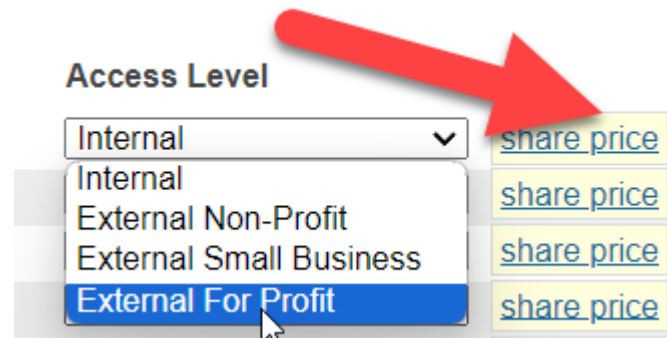 Access Level
Internal share price
Internal share price
External Non-Profit
External Small Business share price
External For Profit share price